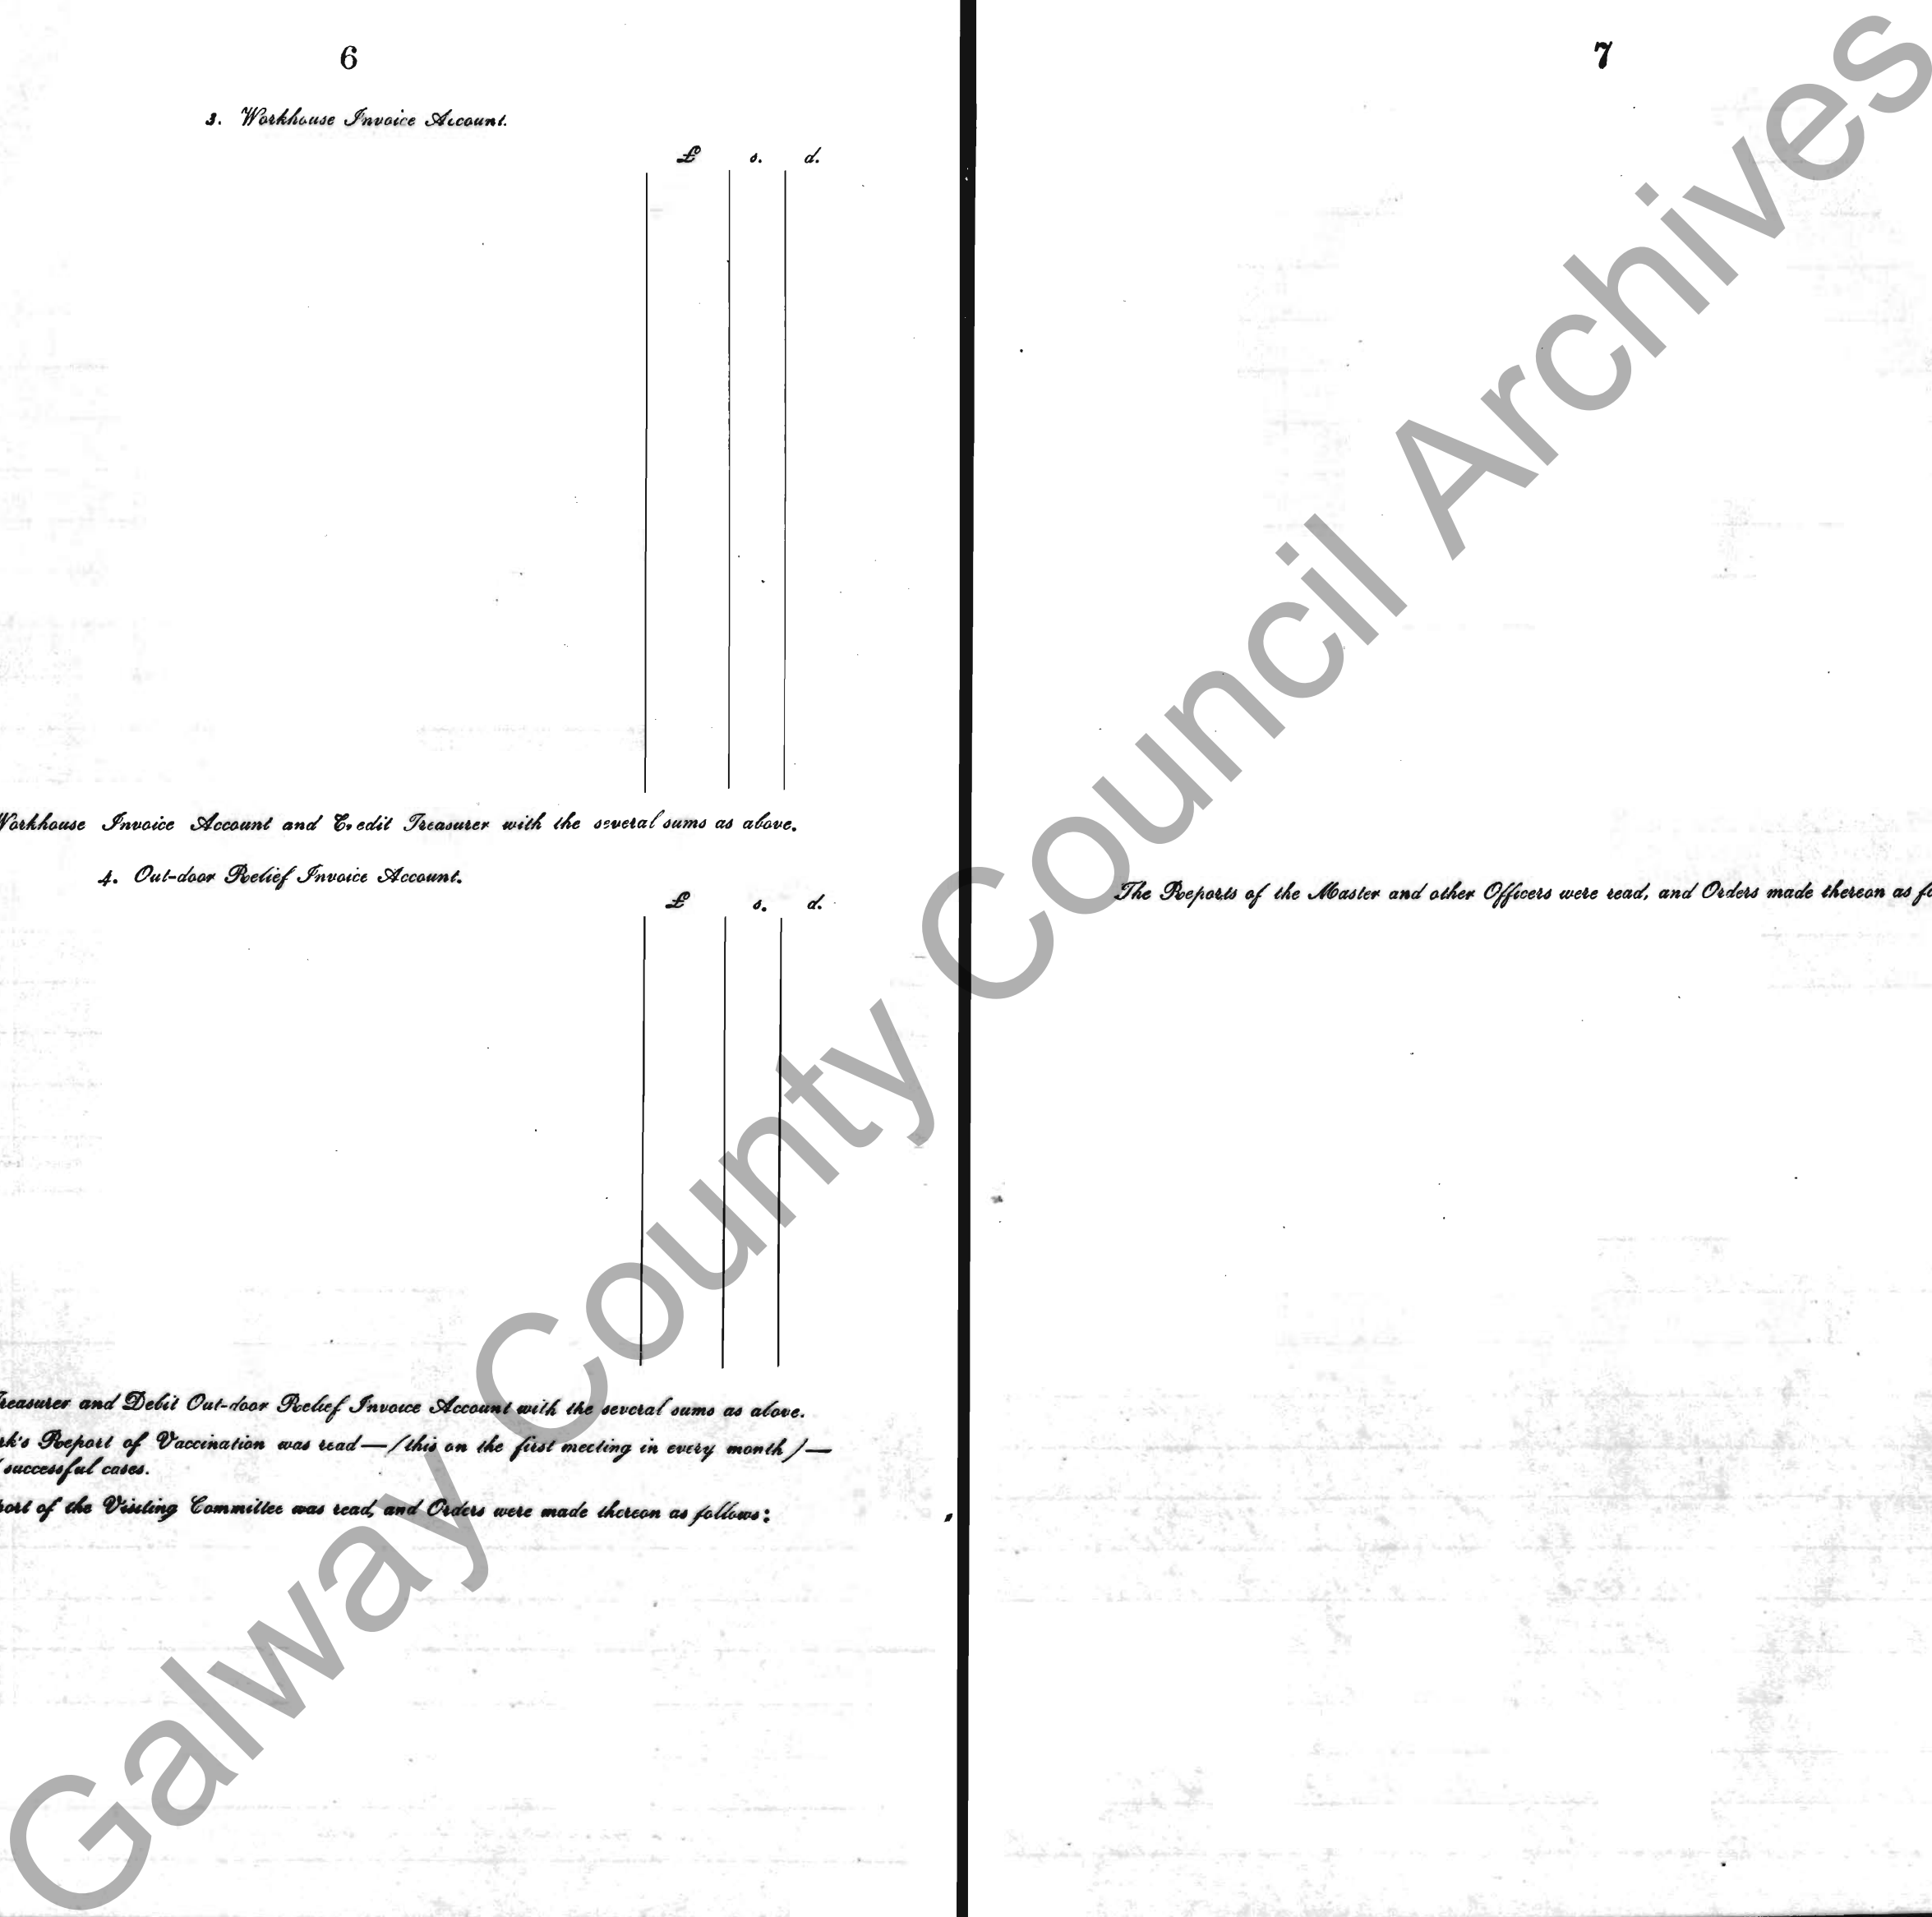 6
3. Workhouse Invoice Account.
£ s. d.
Workhouse Invoice Account and Credit Treasurer with the several sums as above.
4. Out-door Relief Invoice Account.
£ s. d.
reasurer and Debit Out-door Relief Invoice Account with the several sums as above.
rk's Report of Vaccination was read—(this on the first meeting in every month)—
successful cases.
port of the Visiting Committee was read, and Orders were made thereon as follows:
7
The Reports of the Master and other Officers were read, and Orders made thereon as fo
Galway County Council Archives